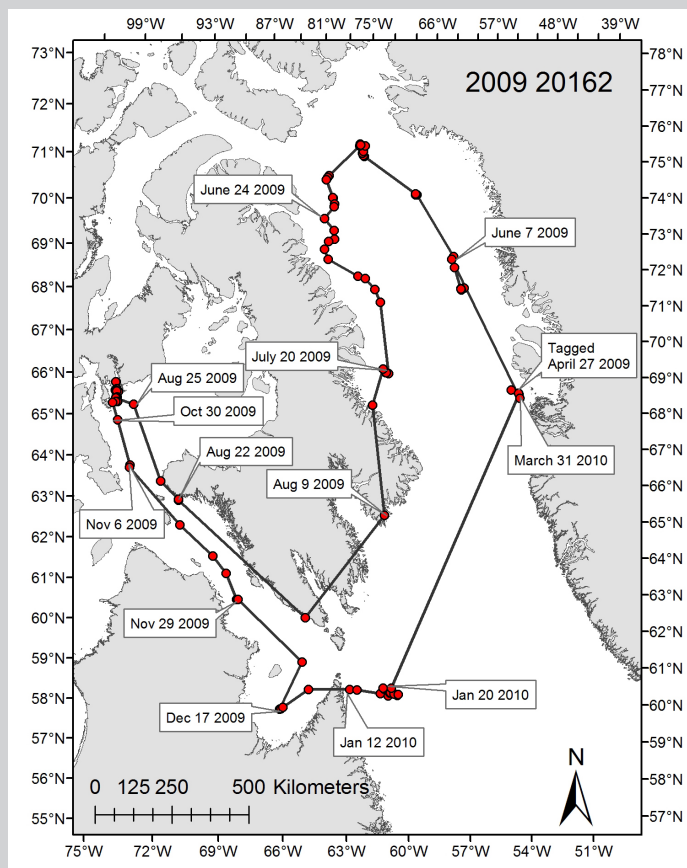 99°W 93°W 87°W 81°W 75°W 66°W 57°W 48°W 39°W
2009 20162
73°N
72°N
71°N
70°N
69°N
68°N
67°N
66°N
65°N
64°N
63°N
62°N
61°N
60°N
59°N
58°N
57°N
56°N
55°N
78°N
77°N
76°N
75°N
74°N
73°N
72°N
71°N
70°N
69°N
68°N
67°N
66°N
65°N
64°N
63°N
62°N
61°N
60°N
59°N
58°N
57°N
June 24 2009
June 7 2009
Tagged
April 27 2009
July 20 2009
Aug 25 2009
Oct 30 2009
March 31 2010
Aug 22 2009
Aug 9 2009
Nov 6 2009
Nov 29 2009
Jan 20 2010
Dec 17 2009
Jan 12 2010
N
0 125 250 500 Kilometers
75°W 72°W 69°W 66°W 63°W 60°W 57°W 54°W 51°W